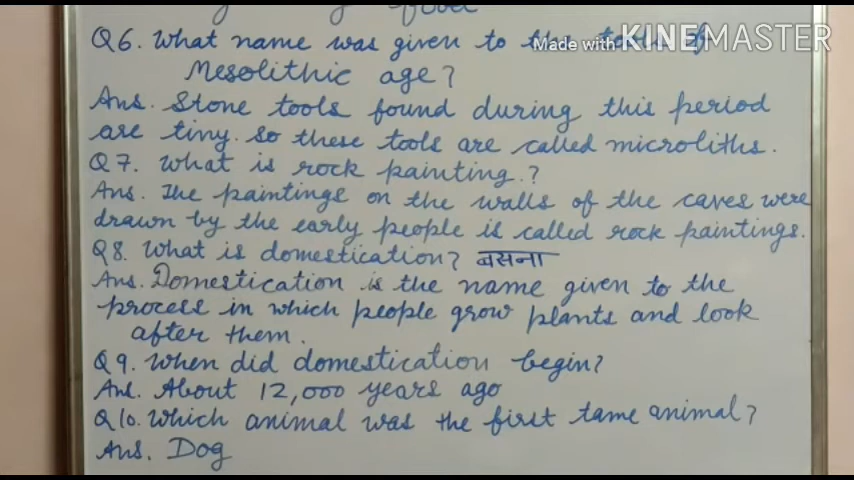 Q6. What name was given to the tools of
Made with KINEMASTER
Mesolithic age?
Ans. Stone tools found during this period
are tiny. So these tools are called microliths.
Q7. What is rock painting.?
Ans. The paintings on the walls of the caves were
drawn by the early people is called rock paintings.
Q8. What is domestication? बसना
Ans. Domestication is the name given to the
process in which people grow plants and look
after them.
Q9. When did domestication begin?
Ans. About 12,000 years ago
Q10. Which animal was the first tame animal?
Ans. Dog